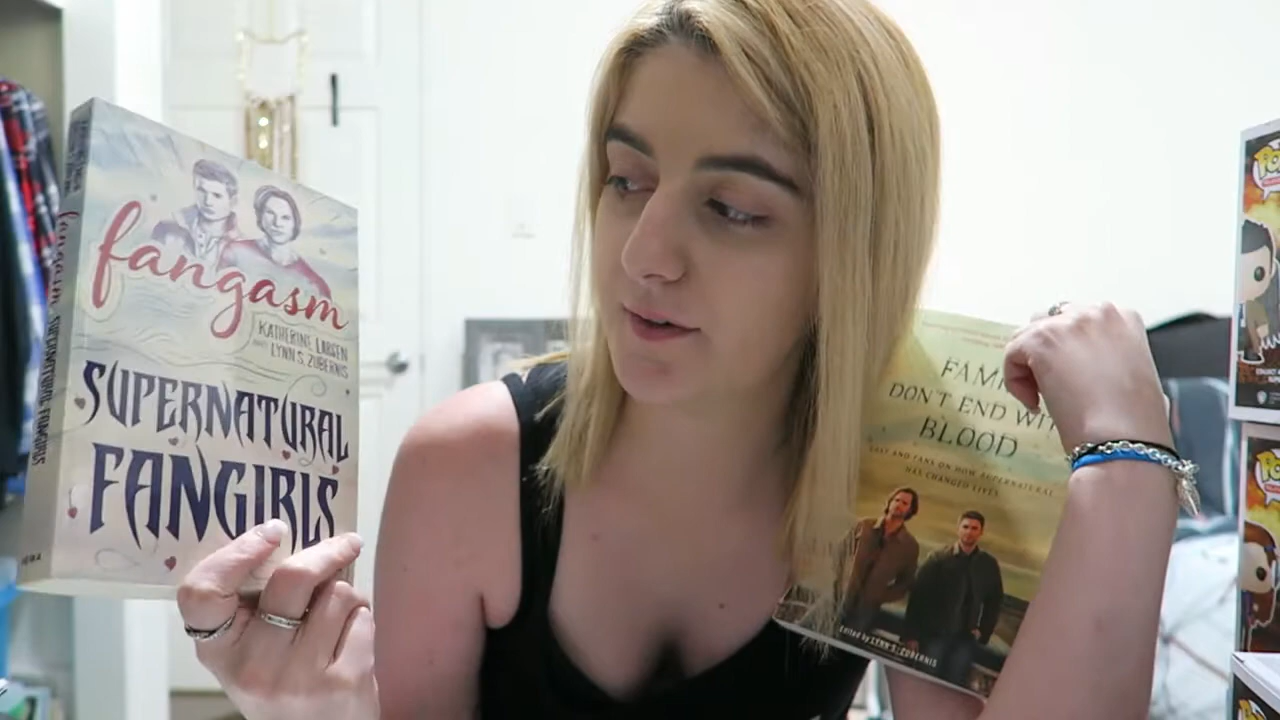 fangasm
KATHERINE LARSEN
AND LYNN S. ZUBERNIS
SUPERNATURAL
FANGIRLS
fangasm SUPERNATURAL FANGIRLS
FAMI
DON'T END WIT
BLOOD
CAST AND FANS ON HOW SUPERNATURAL
HAS CHANGED LIVES
Edited by LYNN S. ZUBERNIS
POP